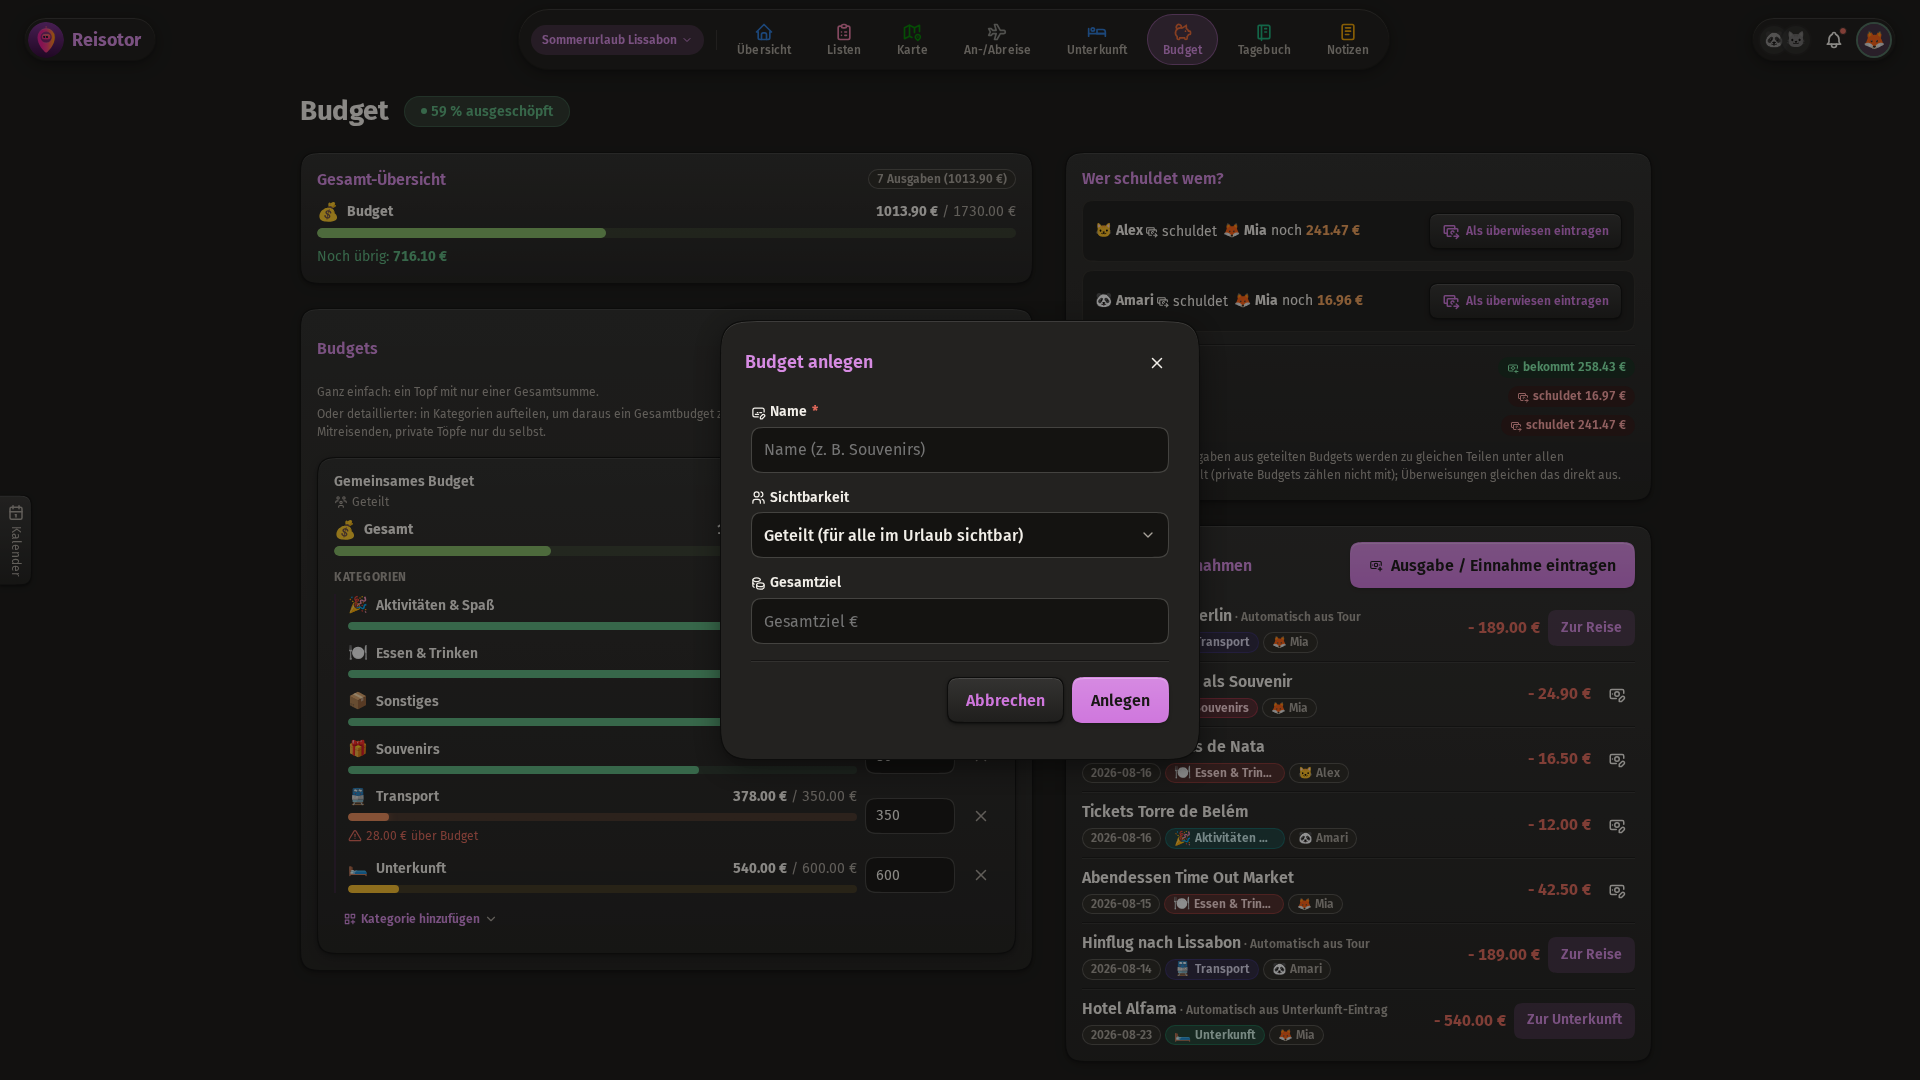 Reisotor
Sommerurlaub Lissabon
Übersicht
Listen
Karte
An-/Abreise
Unterkunft
Budget
Tagebuch
Notizen
Budget
59 % ausgeschöpft
Gesamt-Übersicht
7 Ausgaben (1013.90 €)
Budget
1013.90 € / 1730.00 €
Noch übrig: 716.10 €
Budgets
Ganz einfach: ein Topf mit nur einer Gesamtsumme.
Oder detaillierter: in Kategorien aufteilen, um daraus ein Gesamtbudget
Mitreisenden, private Töpfe nur du selbst.
Gemeinsames Budget
Geteilt
Gesamt
KATEGORIEN
Aktivitäten & Spaß
Essen & Trinken
Sonstiges
Souvenirs
Transport
378.00 € / 350.00 €
350
28.00 € über Budget
Unterkunft
540.00 € / 600.00 €
600
Kategorie hinzufügen
Kalender
Budget anlegen
Name *
Name (z. B. Souvenirs)
Sichtbarkeit
Geteilt (für alle im Urlaub sichtbar)
Gesamtziel
Gesamtziel €
Abbrechen
Anlegen
Wer schuldet wem?
Alex schuldet Mia noch 241.47 €
Als überwiesen eintragen
Amari schuldet Mia noch 16.96 €
Als überwiesen eintragen
bekommt 258.43 €
schuldet 16.97 €
schuldet 241.47 €
gaben aus geteilten Budgets werden zu gleichen Teilen unter allen
lt (private Budgets zählen nicht mit); Überweisungen gleichen das direkt aus.
nahmen
Ausgabe / Einnahme eintragen
erlin · Automatisch aus Tour
Transport
Mia
- 189.00 €
Zur Reise
als Souvenir
ouvenirs
Mia
- 24.90 €
s de Nata
2026-08-16
Essen & Trin...
Alex
- 16.50 €
Tickets Torre de Belém
2026-08-16
Aktivitäten ...
Amari
- 12.00 €
Abendessen Time Out Market
2026-08-15
Essen & Trin...
Mia
- 42.50 €
Hinflug nach Lissabon · Automatisch aus Tour
2026-08-14
Transport
Amari
- 189.00 €
Zur Reise
Hotel Alfama · Automatisch aus Unterkunft-Eintrag
2026-08-23
Unterkunft
Mia
- 540.00 €
Zur Unterkunft